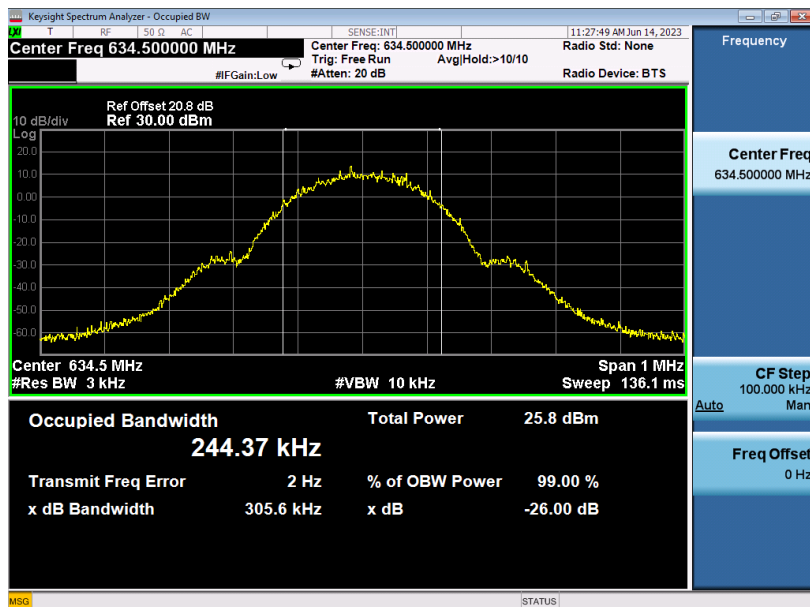 Keysight Spectrum Analyzer - Occupied BW
LXI T RF 50 Ω AC SENSE:INT 11:27:49 AM Jun 14, 2023
Center Freq 634.500000 MHz
Center Freq: 634.500000 MHz Radio Std: None
Trig: Free Run Avg|Hold:>10/10
#IFGain:Low #Atten: 20 dB Radio Device: BTS
Ref Offset 20.8 dB
10 dB/div Ref 30.00 dBm
Log
20.0
10.0
0.00
-10.0
-20.0
-30.0
-40.0
-50.0
-60.0
Center 634.5 MHz Span 1 MHz
#Res BW 3 kHz #VBW 10 kHz Sweep 136.1 ms
Occupied Bandwidth Total Power 25.8 dBm
244.37 kHz
Transmit Freq Error 2 Hz % of OBW Power 99.00 %
x dB Bandwidth 305.6 kHz x dB -26.00 dB
MSG STATUS
Frequency
Center Freq
634.500000 MHz
CF Step
100.000 kHz
Auto Man
Freq Offset
0 Hz